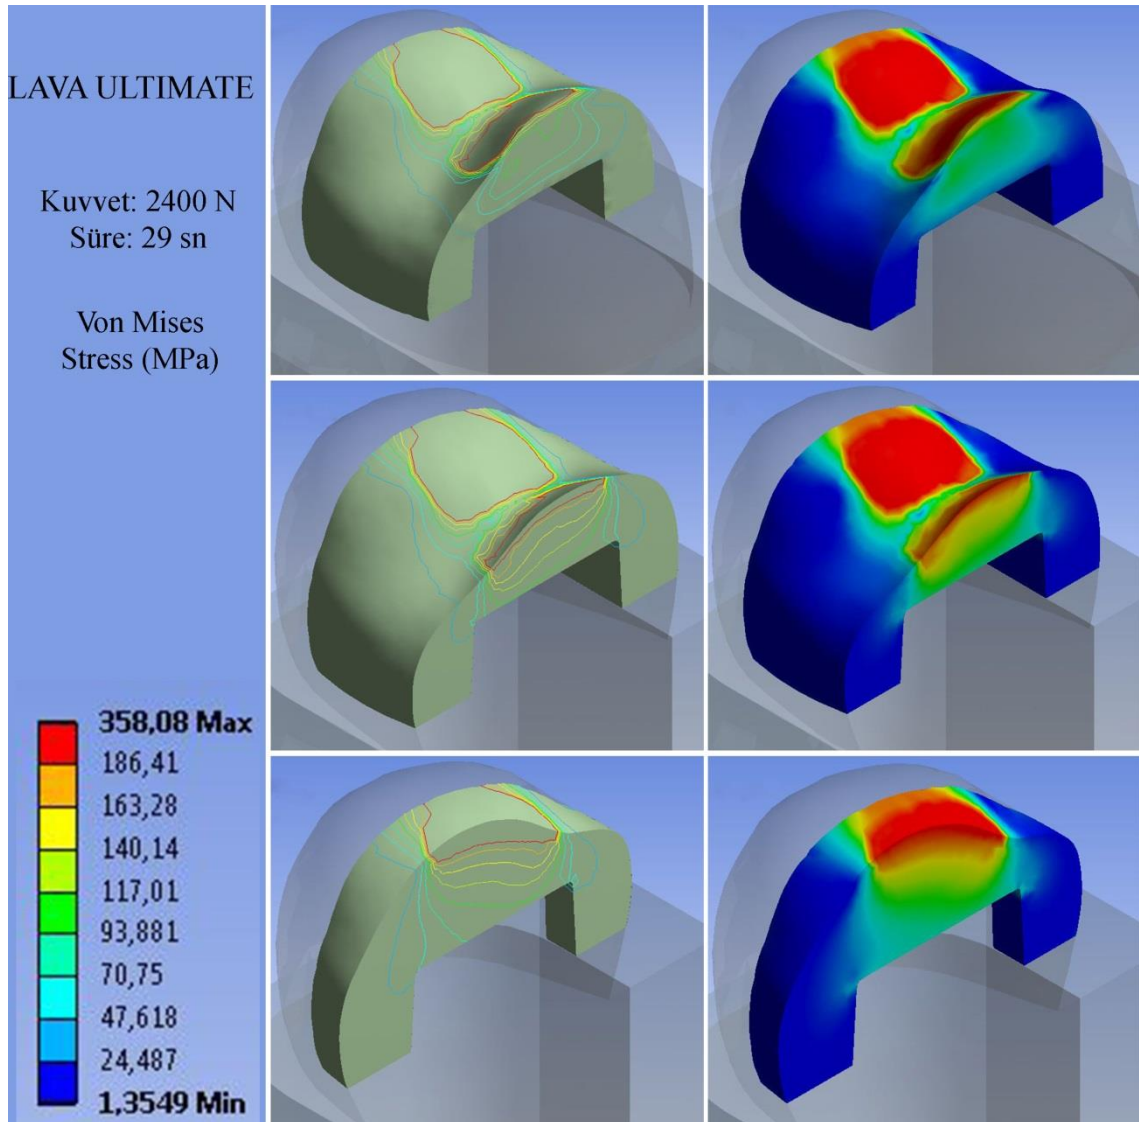 LAVA ULTIMATE
Kuvvet: 2400 N
Süre: 29 sn
Von Mises
Stress (MPa)
358,08 Max
186,41
163,28
140,14
117,01
93,881
70,75
47,618
24,487
1,3549 Min